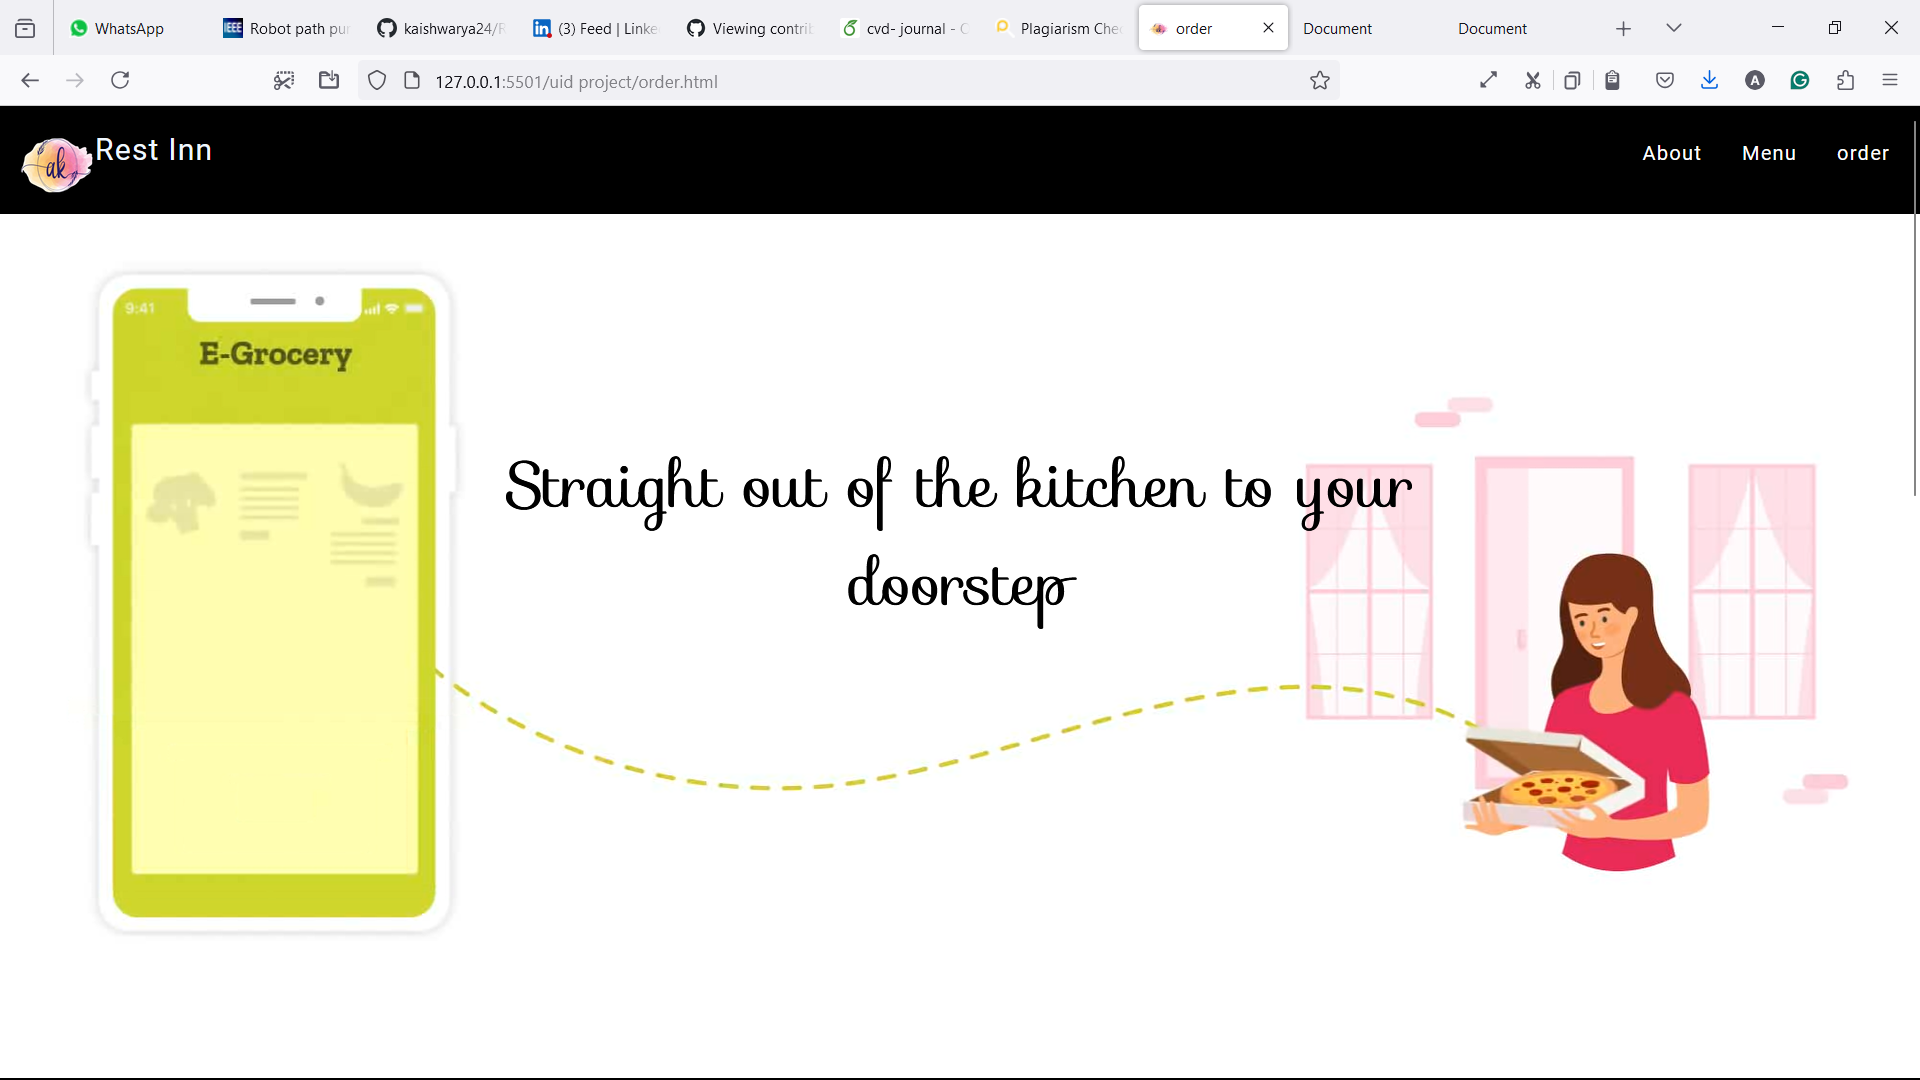 WhatsApp
Robot path pur
kaishwarya24/R
(3) Feed | Linke
Viewing contrib
cvd- journal - O
Plagiarism Che
order
Document
Document
127.0.0.1:5501/uid project/order.html
ak
Rest Inn
About
Menu
order
9:41
E-Grocery
Straight out of the kitchen to your
doorstep